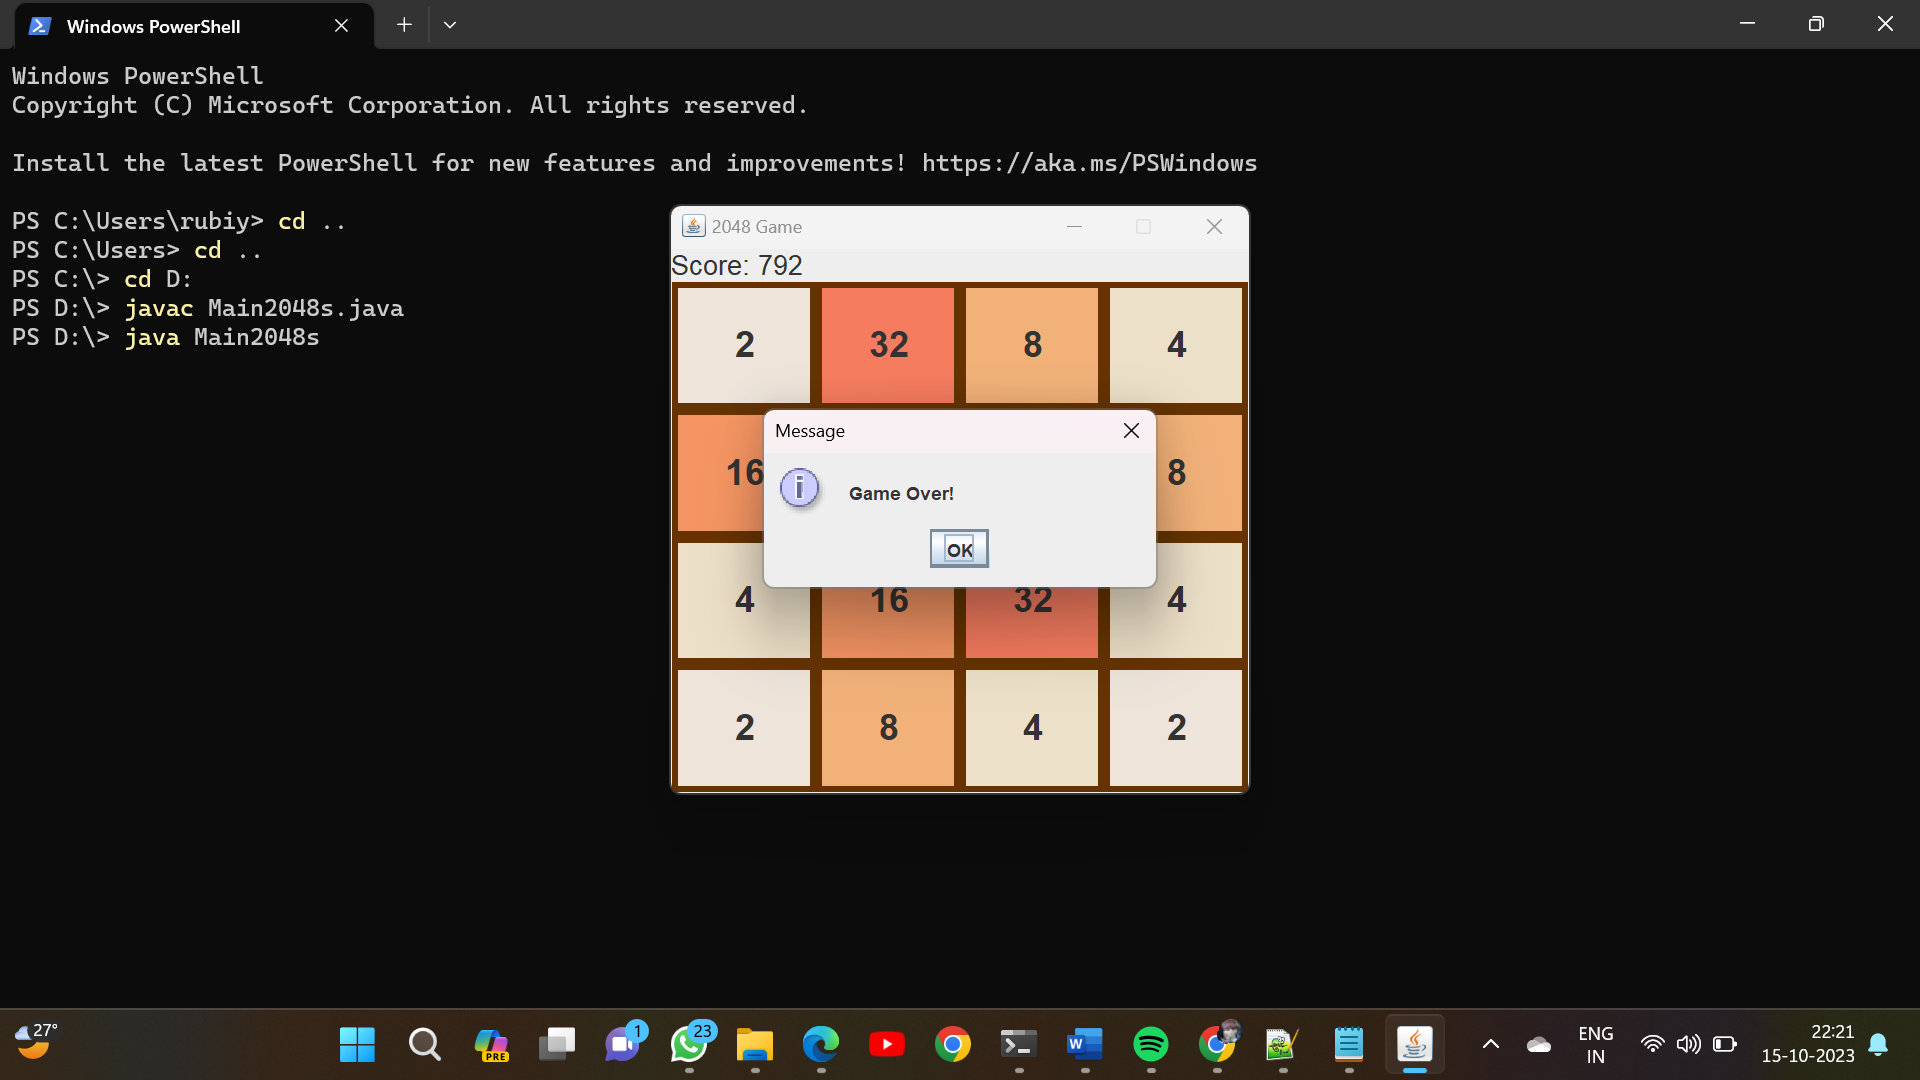 Windows PowerShell
Windows PowerShell
Copyright (C) Microsoft Corporation. All rights reserved.
Install the latest PowerShell for new features and improvements! https://aka.ms/PSWindows
PS C:\Users\rubiy> cd ..
PS C:\Users> cd ..
PS C:\> cd D:
PS D:\> javac Main2048s.java
PS D:\> java Main2048s
2048 Game
Score: 792
2 32 8 4
16 8
Message
Game Over!
OK
4 16 32 4
2 8 4 2
27°
PRE
1
23
W
ENG
IN
22:21
15-10-2023